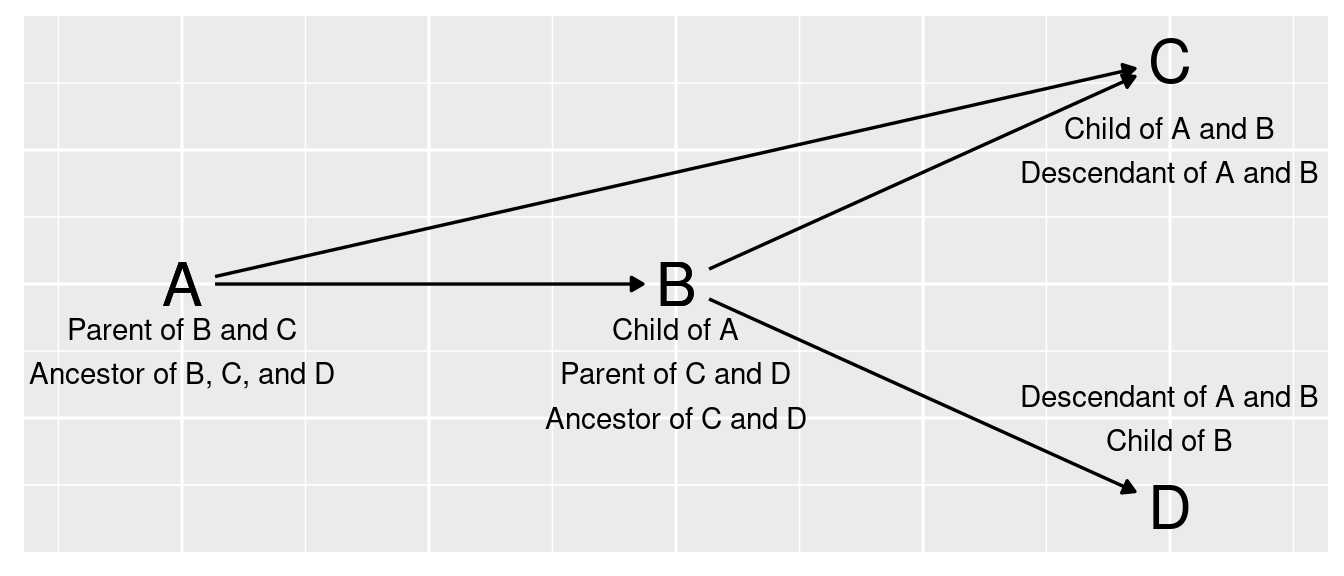 C
Child of A and B
Descendant of A and B
A
Parent of B and C
Ancestor of B, C, and D
B
Child of A
Parent of C and D
Ancestor of C and D
Descendant of A and B
Child of B
D